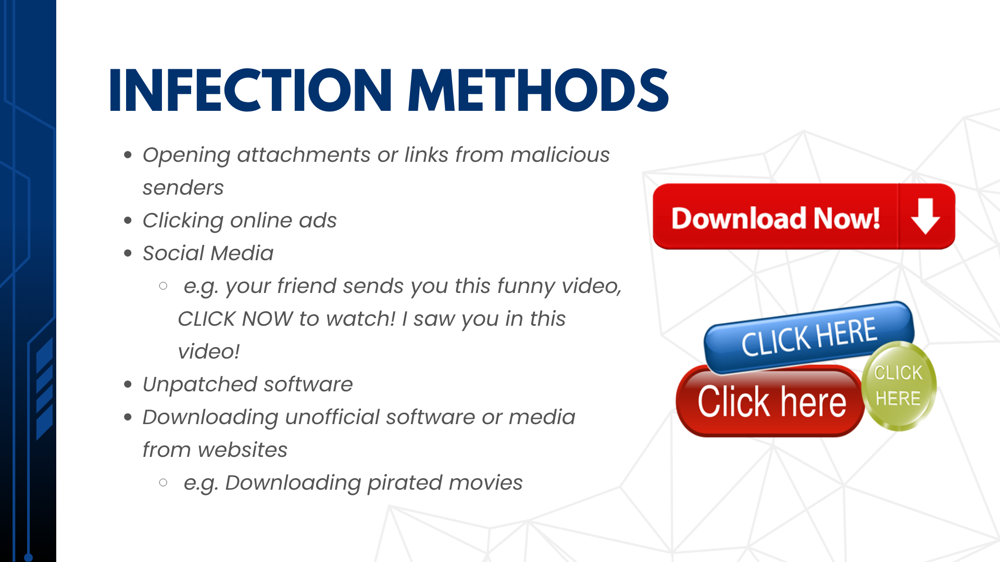 INFECTION METHODS
• Opening attachments or links from malicious
senders
• Clicking online ads
• Social Media
◦ e.g. your friend sends you this funny video,
CLICK NOW to watch! I saw you in this
video!
• Unpatched software
• Downloading unofficial software or media
from websites
◦ e.g. Downloading pirated movies
Download Now!
CLICK HERE
Click here
CLICK
HERE